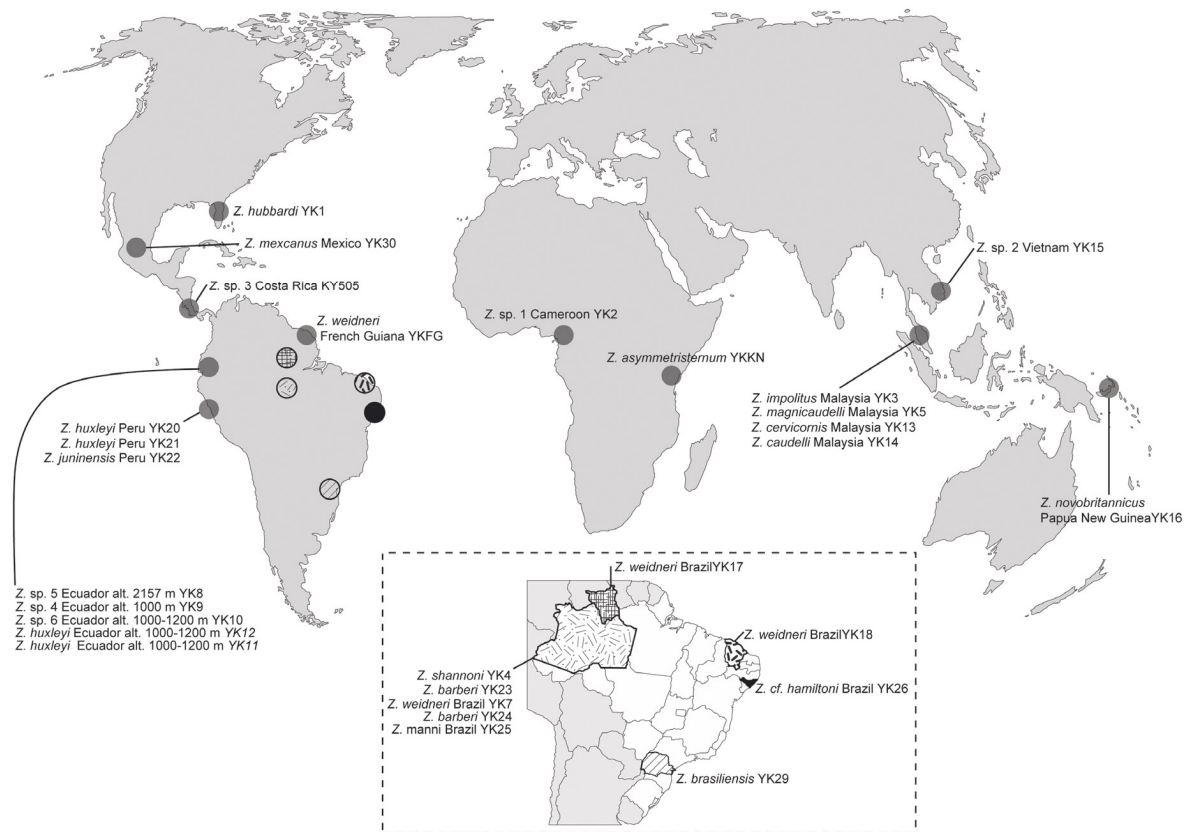 Z. hubbardi YK1
Z. mexcanus Mexico YK30
Z. sp. 2 Vietnam YK15
Z. sp. 3 Costa Rica KY505
Z. weidneri
French Guiana YKFG
Z. sp. 1 Cameroon YK2
Z. asymmetristernum YKKN
Z. impolitus Malaysia YK3
Z. magnicaudelli Malaysia YK5
Z. cervicornis Malaysia YK13
Z. caudelli Malaysia YK14
Z. huxleyi Peru YK20
Z. huxleyi Peru YK21
Z. juninensis Peru YK22
Z. novobritannicus
Papua New GuineaYK16
Z. sp. 5 Ecuador alt. 2157 m YK8
Z. sp. 4 Ecuador alt. 1000 m YK9
Z. sp. 6 Ecuador alt. 1000-1200 m YK10
Z. huxleyi Ecuador alt. 1000-1200 m YK12
Z. huxleyi Ecuador alt. 1000-1200 m YK11
Z. weidneri BrazilYK17
Z. weidneri BrazilYK18
Z. shannoni YK4
Z. barberi YK23
Z. weidneri Brazil YK7
Z. barberi YK24
Z. manni Brazil YK25
Z. cf. hamiltoni Brazil YK26
Z. brasiliensis YK29